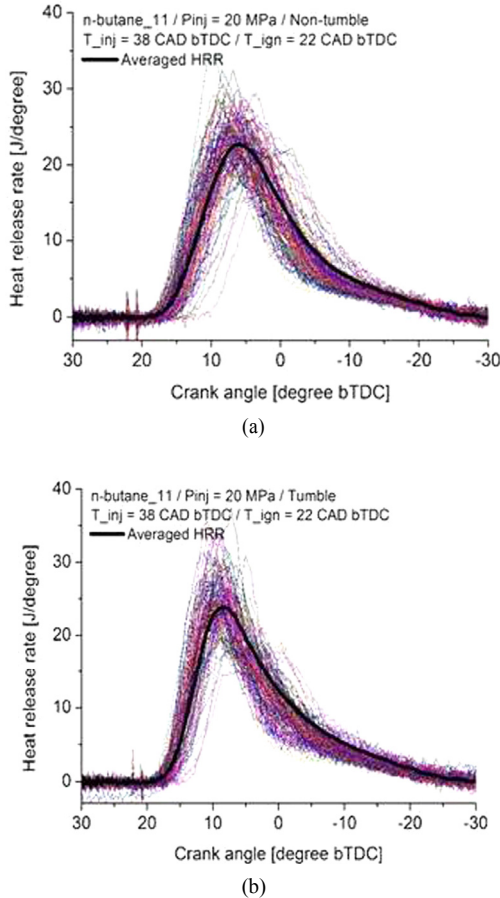 40
n-butane_11 / Pinj = 20 MPa / Non-tumble
T_inj = 38 CAD bTDC / T_ign = 22 CAD bTDC
Averaged HRR
30
20
10
0
Heat release rate [J/degree]
30 20 10 0 -10 -20 -30
Crank angle [degree bTDC]
(a)
40
n-butane_11 / Pinj = 20 MPa / Tumble
T_inj = 38 CAD bTDC / T_ign = 22 CAD bTDC
Averaged HRR
30
20
10
0
Heat release rate [J/degree]
30 20 10 0 -10 -20 -30
Crank angle [degree bTDC]
(b)